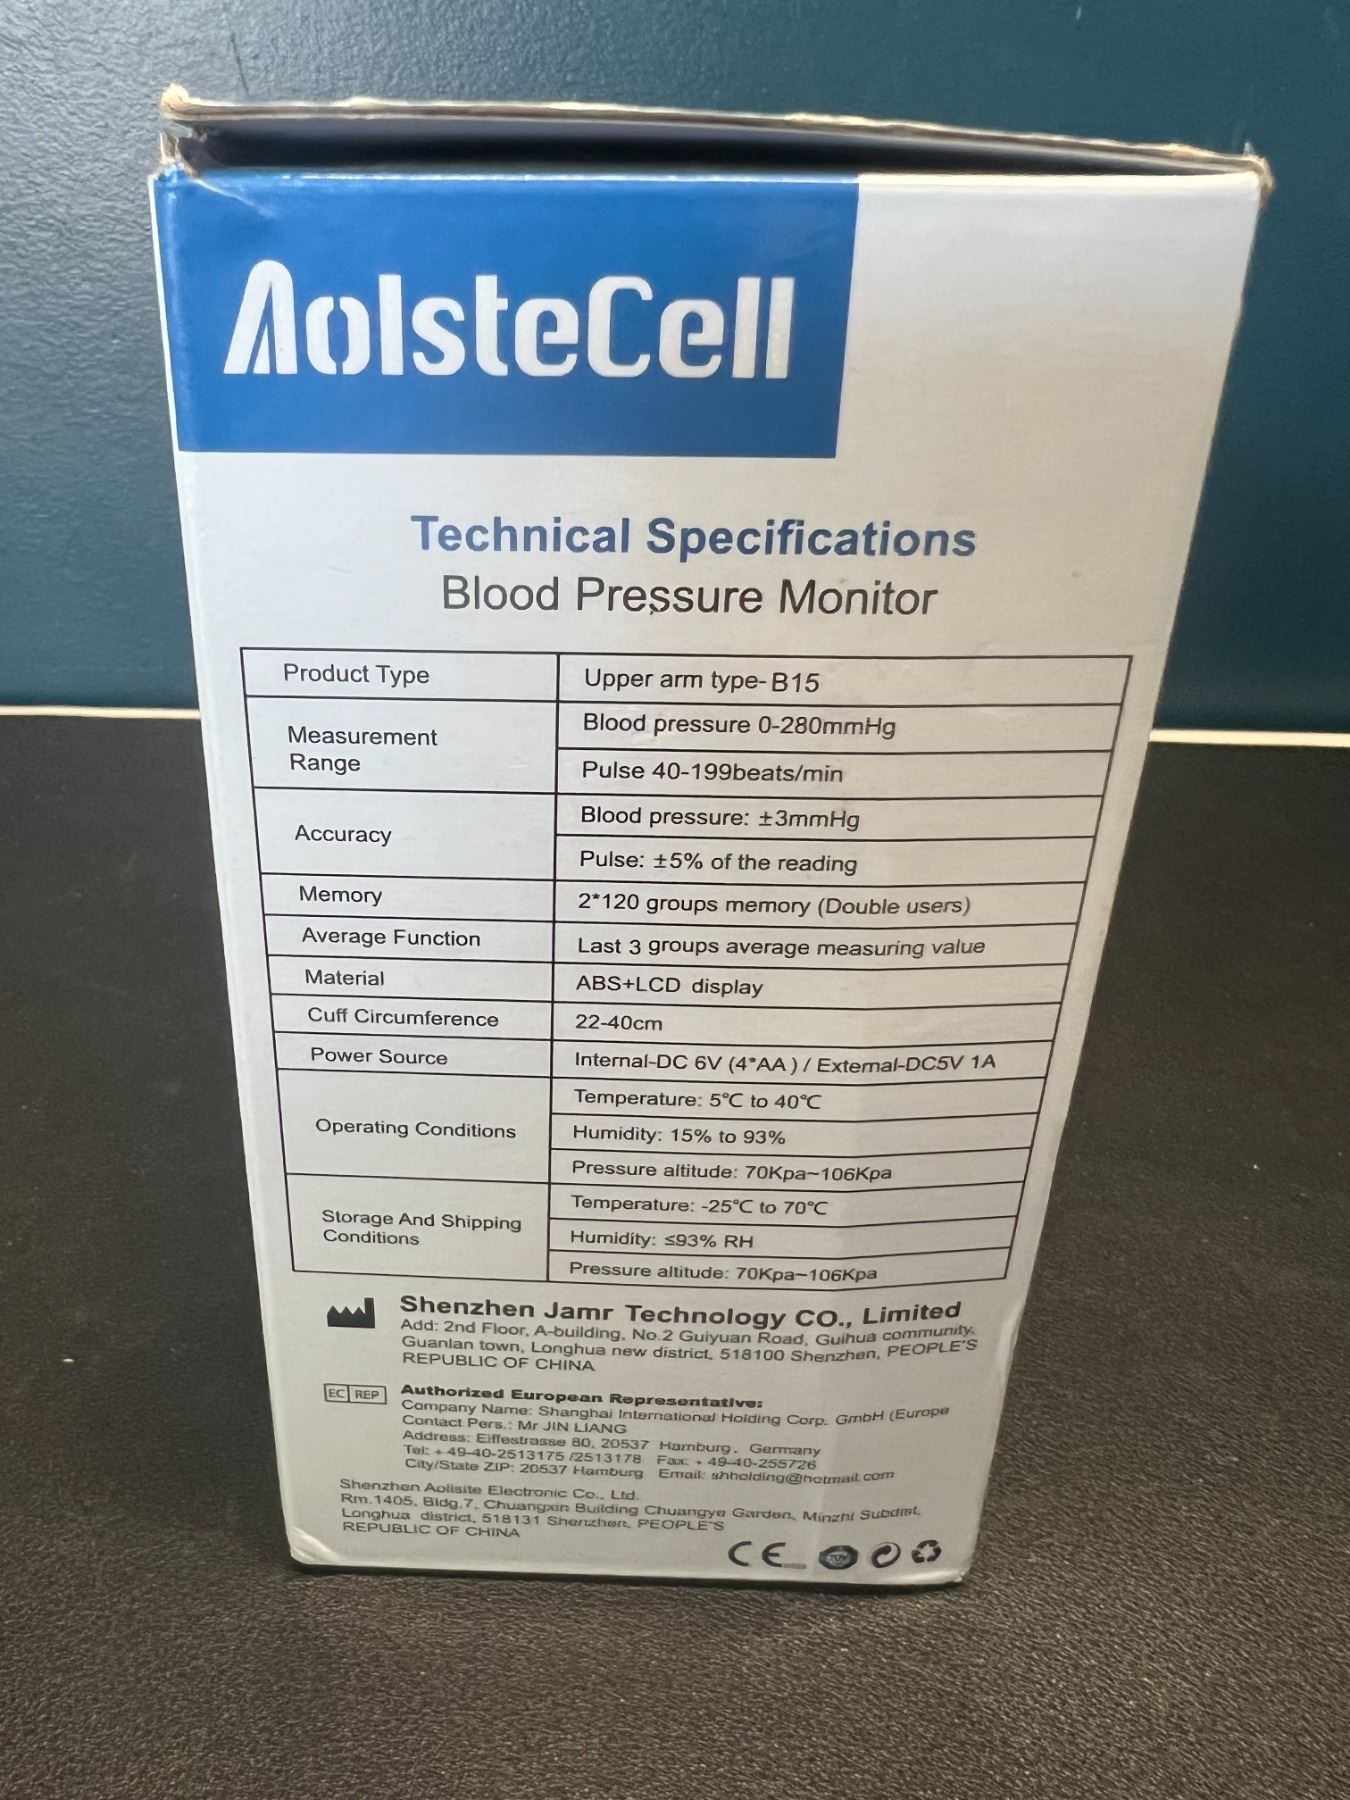 AolsteCell
Technical Specifications
Blood Pressure Monitor
Product Type
Upper arm type-B15
Measurement
Range
Blood pressure 0-280mmHg
Pulse 40-199beats/min
Accuracy
Blood pressure: ±3mmHg
Pulse: ±5% of the reading
Memory
2*120 groups memory (Double users)
Average Function
Last 3 groups average measuring value
Material
ABS+LCD display
Cuff Circumference
22-40cm
Power Source
Internal-DC 6V (4*AA ) / External-DC5V 1A
Operating Conditions
Temperature: 5℃ to 40℃
Humidity: 15% to 93%
Pressure altitude: 70Kpa~106Kpa
Storage And Shipping
Conditions
Temperature: -25℃ to 70℃
Humidity: ≤93% RH
Pressure altitude: 70Kpa~106Kpa
Shenzhen Jamr Technology CO., Limited
Add: 2nd Floor, A-building, No.2 Guiyuan Road, Guihua community,
Guanlan town, Longhua new district, 518100 Shenzhen, PEOPLE'S
REPUBLIC OF CHINA
EC REP
Authorized European Representative:
Company Name: Shanghai International Holding Corp. GmbH (Europe
Contact Pers.: Mr JIN LIANG
Address: Eiffestrasse 80, 20537 Hamburg, Germany
Tel: +49-40-2513175 /2513178 Fax: +49-40-255726
City/State ZIP: 20537 Hamburg Email: shholding@hotmail.com
Shenzhen Aolisite Electronic Co., Ltd.
Rm.1405, Bldg.7, Chuangxin Building Chuangye Garden, Minzhi Subdist,
Longhua district, 518131 Shenzhen, PEOPLE'S
REPUBLIC OF CHINA
CE